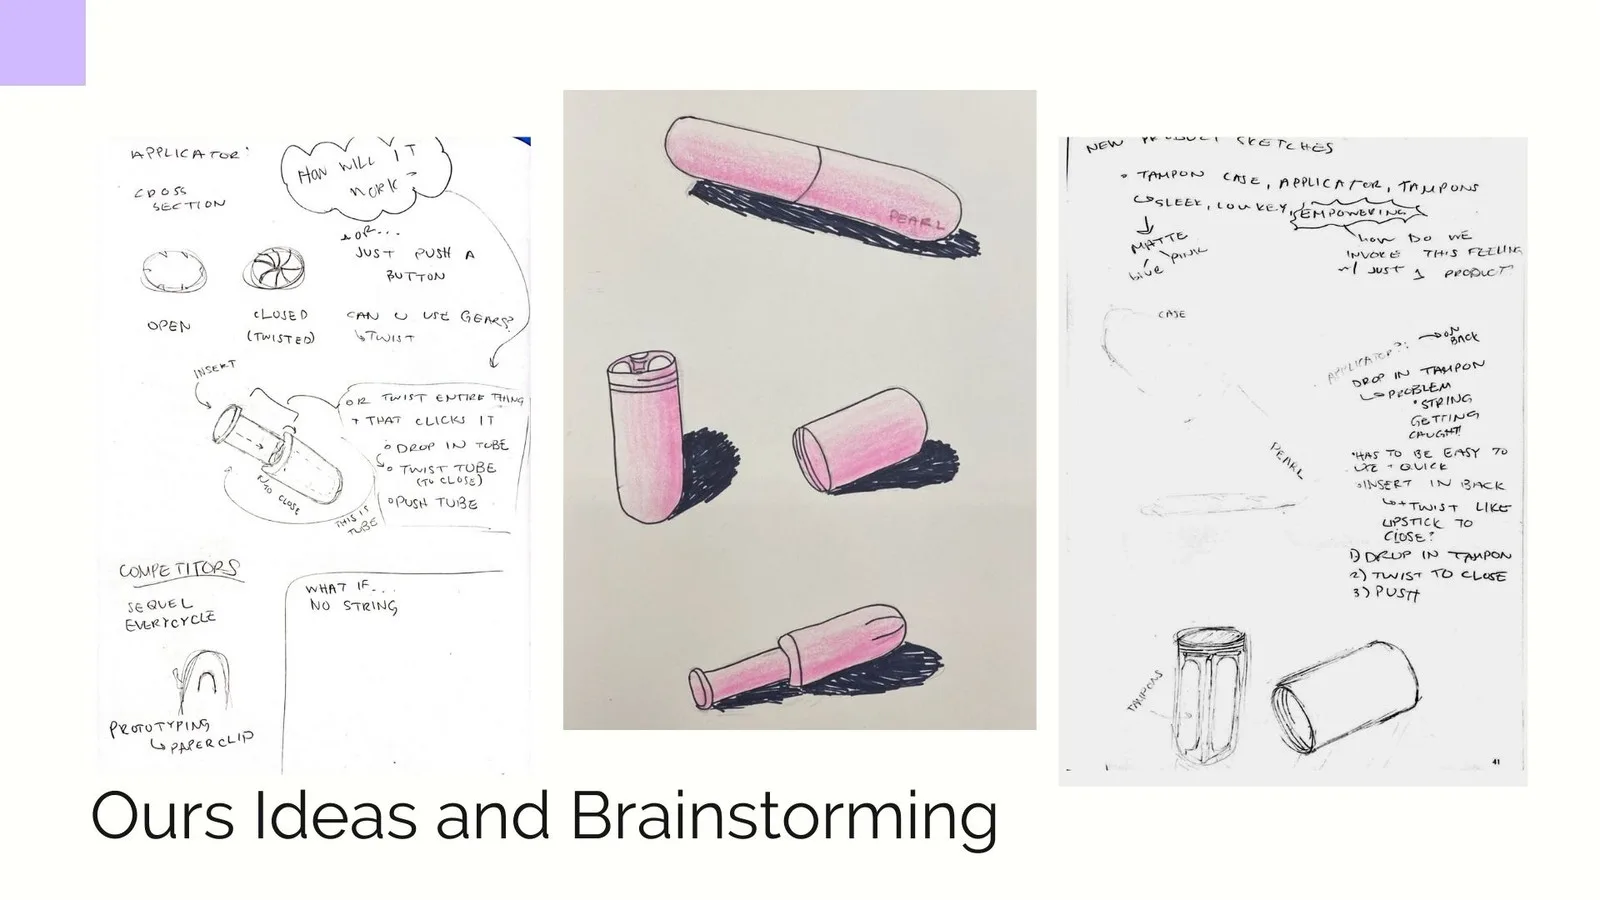 APPLICATOR:
CROSS
SECTION
HOW WILL IT
WORK?
OR...
JUST PUSH A
BUTTON
OPEN
CLOSED
(TWISTED)
CAN U USE GEARS?
TWIST
INSERT
OR TWIST ENTIRE THING
+ THAT CLICKS IT
DROP IN TUBE
TWIST TUBE
(TO CLOSE)
PUSH TUBE
TO CLOSE
THIS IS
TUBE
COMPETITORS
SEQUEL
EVERYCYCLE
PROTOTYPING
PAPERCLIP
WHAT IF...
NO STRING
PEARL
NEW PRODUCT SKETCHES
• TAMPON CASE, APPLICATOR, TAMPONS
SLEEK, LOWKEY, EMPOWERING
MATTE
PINK
blue
HOW DO WE
INVOKE THIS FEELING
w/ JUST 1 PRODUCT?
CASE
APPLICATOR?:
ON
BACK
DROP IN TAMPON
PROBLEM
•STRING
GETTING
CAUGHT!
•HAS TO BE EASY TO
USE + QUICK
•INSERT IN BACK
+ TWIST LIKE
LIPSTICK TO
CLOSE?
1) DROP IN TAMPON
2) TWIST TO CLOSE
3) PUSH
PEARL
TAMPONS
41
Ours Ideas and Brainstorming